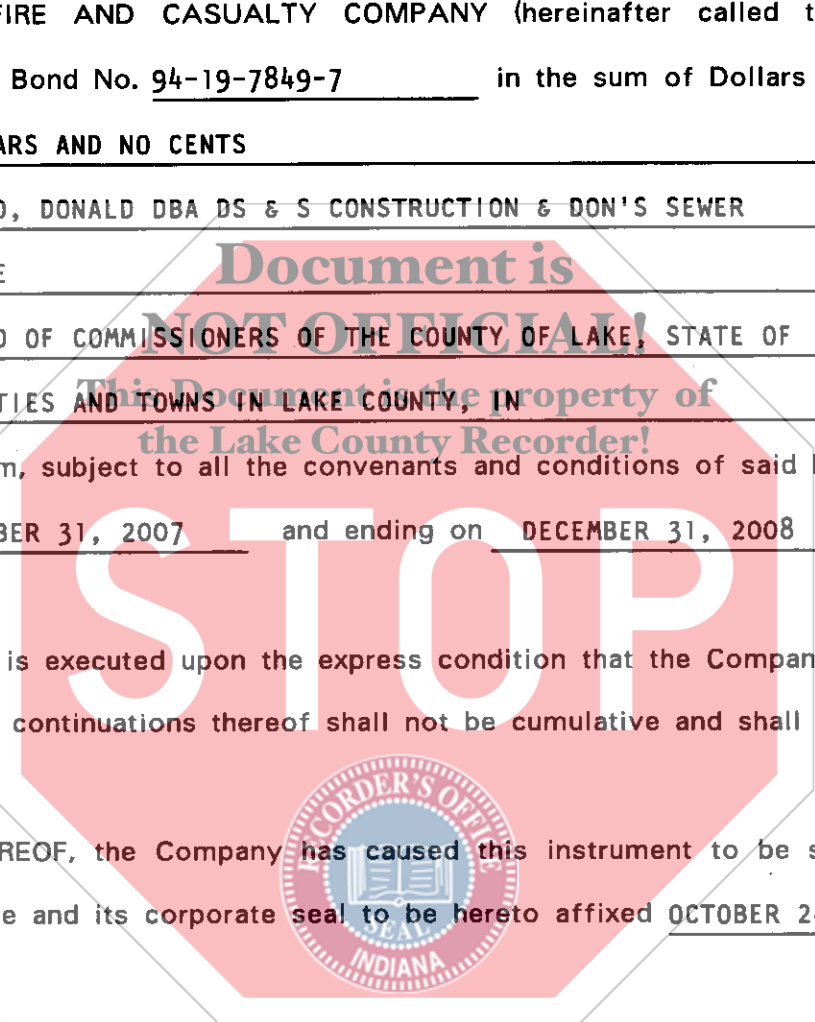 FIRE AND CASUALTY COMPANY (hereinafter called t
Bond No. 94-19-7849-7 in the sum of Dollars
ARS AND NO CENTS
D, DONALD DBA DS & S CONSTRUCTION & DON'S SEWER
E
Document is
D OF COMMISSIONERS OF THE COUNTY OF LAKE, STATE OF
NOT OFFICIAL!
TIES AND TOWNS IN LAKE COUNTY, IN
This Document is the property of
the Lake County Recorder!
m, subject to all the convenants and conditions of said
BER 31, 2007 and ending on DECEMBER 31, 2008
STOP
is executed upon the express condition that the Compan
continuations thereof shall not be cumulative and shall
RECORDER'S OFFICE
REOF, the Company has caused this instrument to be s
e and its corporate seal to be hereto affixed OCTOBER 2
SEAL
INDIANA